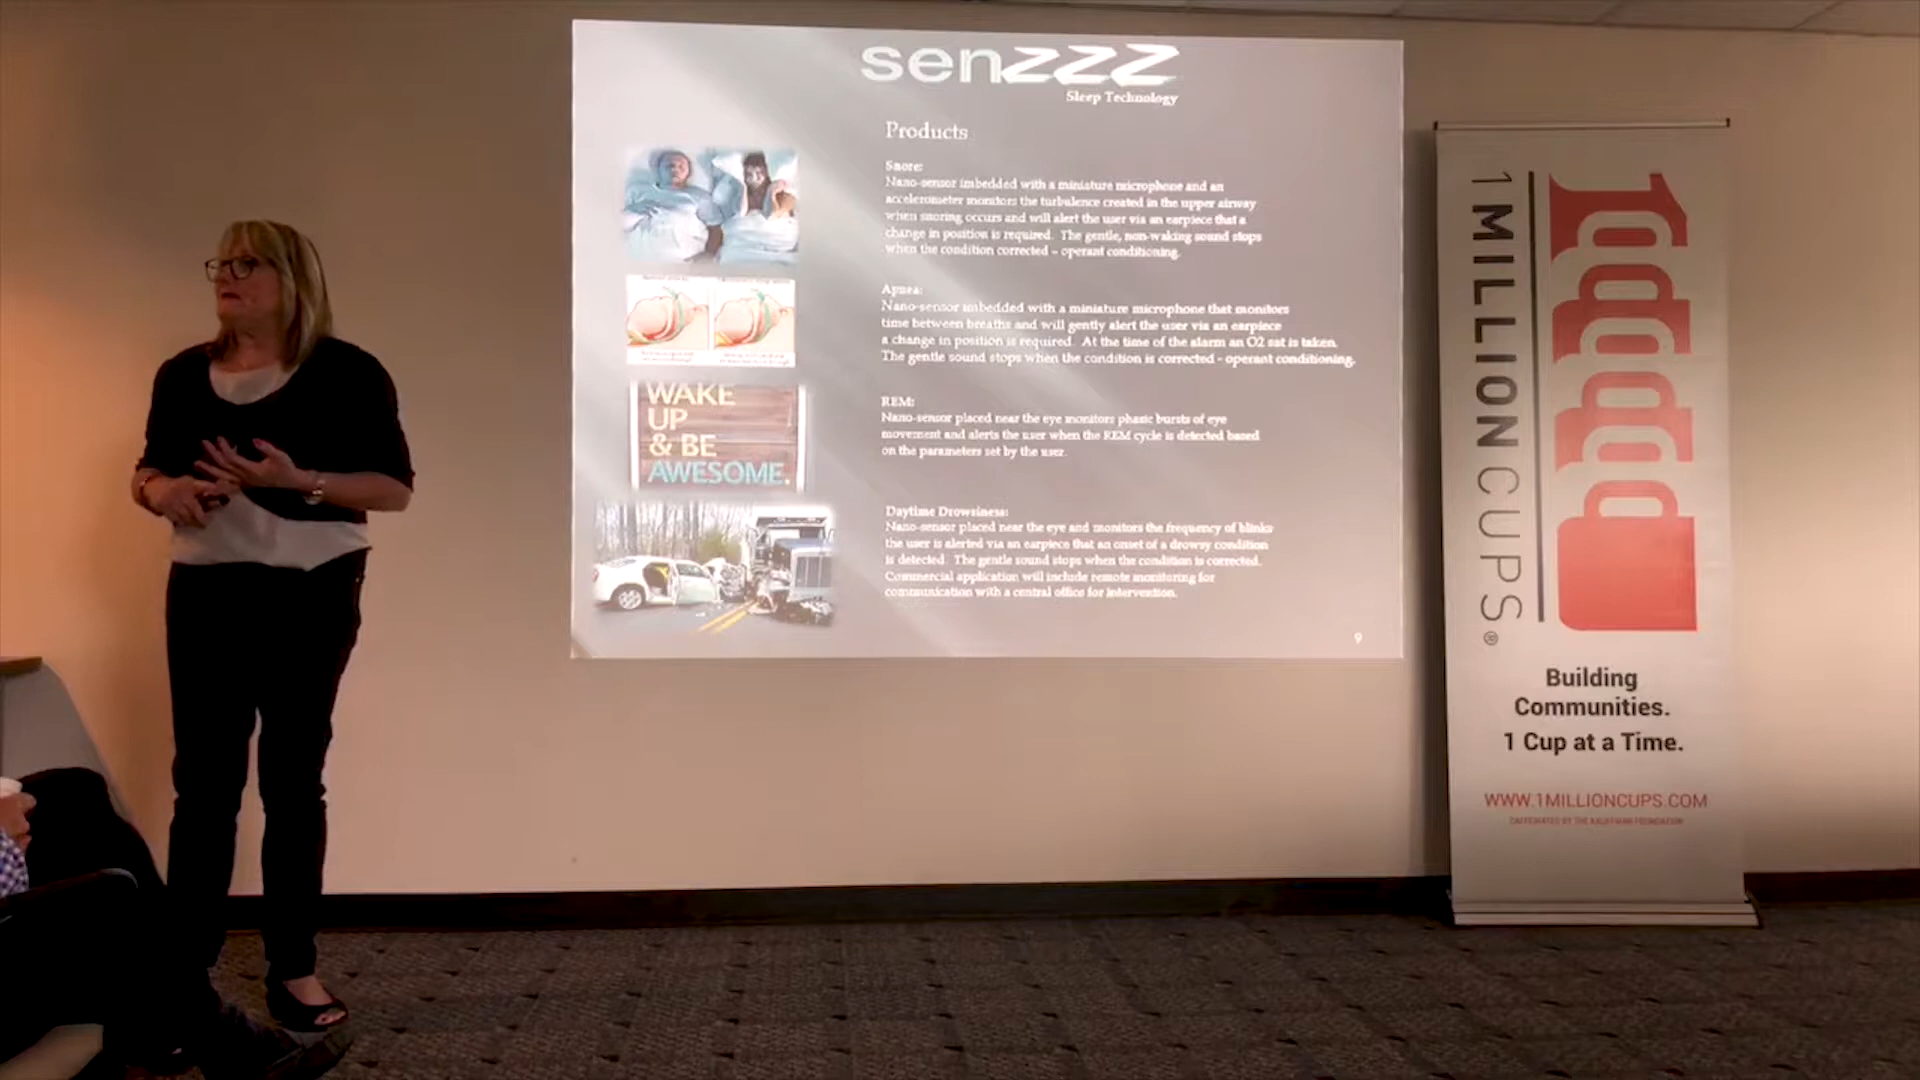 senzzz
Sleep Technology
Products
Snore:
Nano-sensor imbedded with a miniature microphone and an
accelerometer monitors the turbulence created in the upper airway
when snoring occurs and will alert the user via an earpiece that a
change in position is required. The gentle, non-waking sound stops
when the condition corrected – operant conditioning.
Apnea:
Nano-sensor imbedded with a miniature microphone that monitors
time between breaths and will gently alert the user via an earpiece
a change in position is required. At the time of the alarm an O2 sat is taken.
The gentle sound stops when the condition is corrected - operant conditioning.
WAKE
UP
& BE
AWESOME.
REM:
Nano-sensor placed near the eye monitors phasic bursts of eye
movement and alerts the user when the REM cycle is detected based
on the parameters set by the user.
Daytime Drowsiness:
Nano-sensor placed near the eye and monitors the frequency of blinks
the user is alerted via an earpiece that an onset of a drowsy condition
is detected. The gentle sound stops when the condition is corrected.
Commercial application will include remote monitoring for
communication with a central office for intervention.
9
1 MILLION CUPS®
Building
Communities.
1 Cup at a Time.
WWW.1MILLIONCUPS.COM
CAFFEINATED BY THE KAUFFMAN FOUNDATION